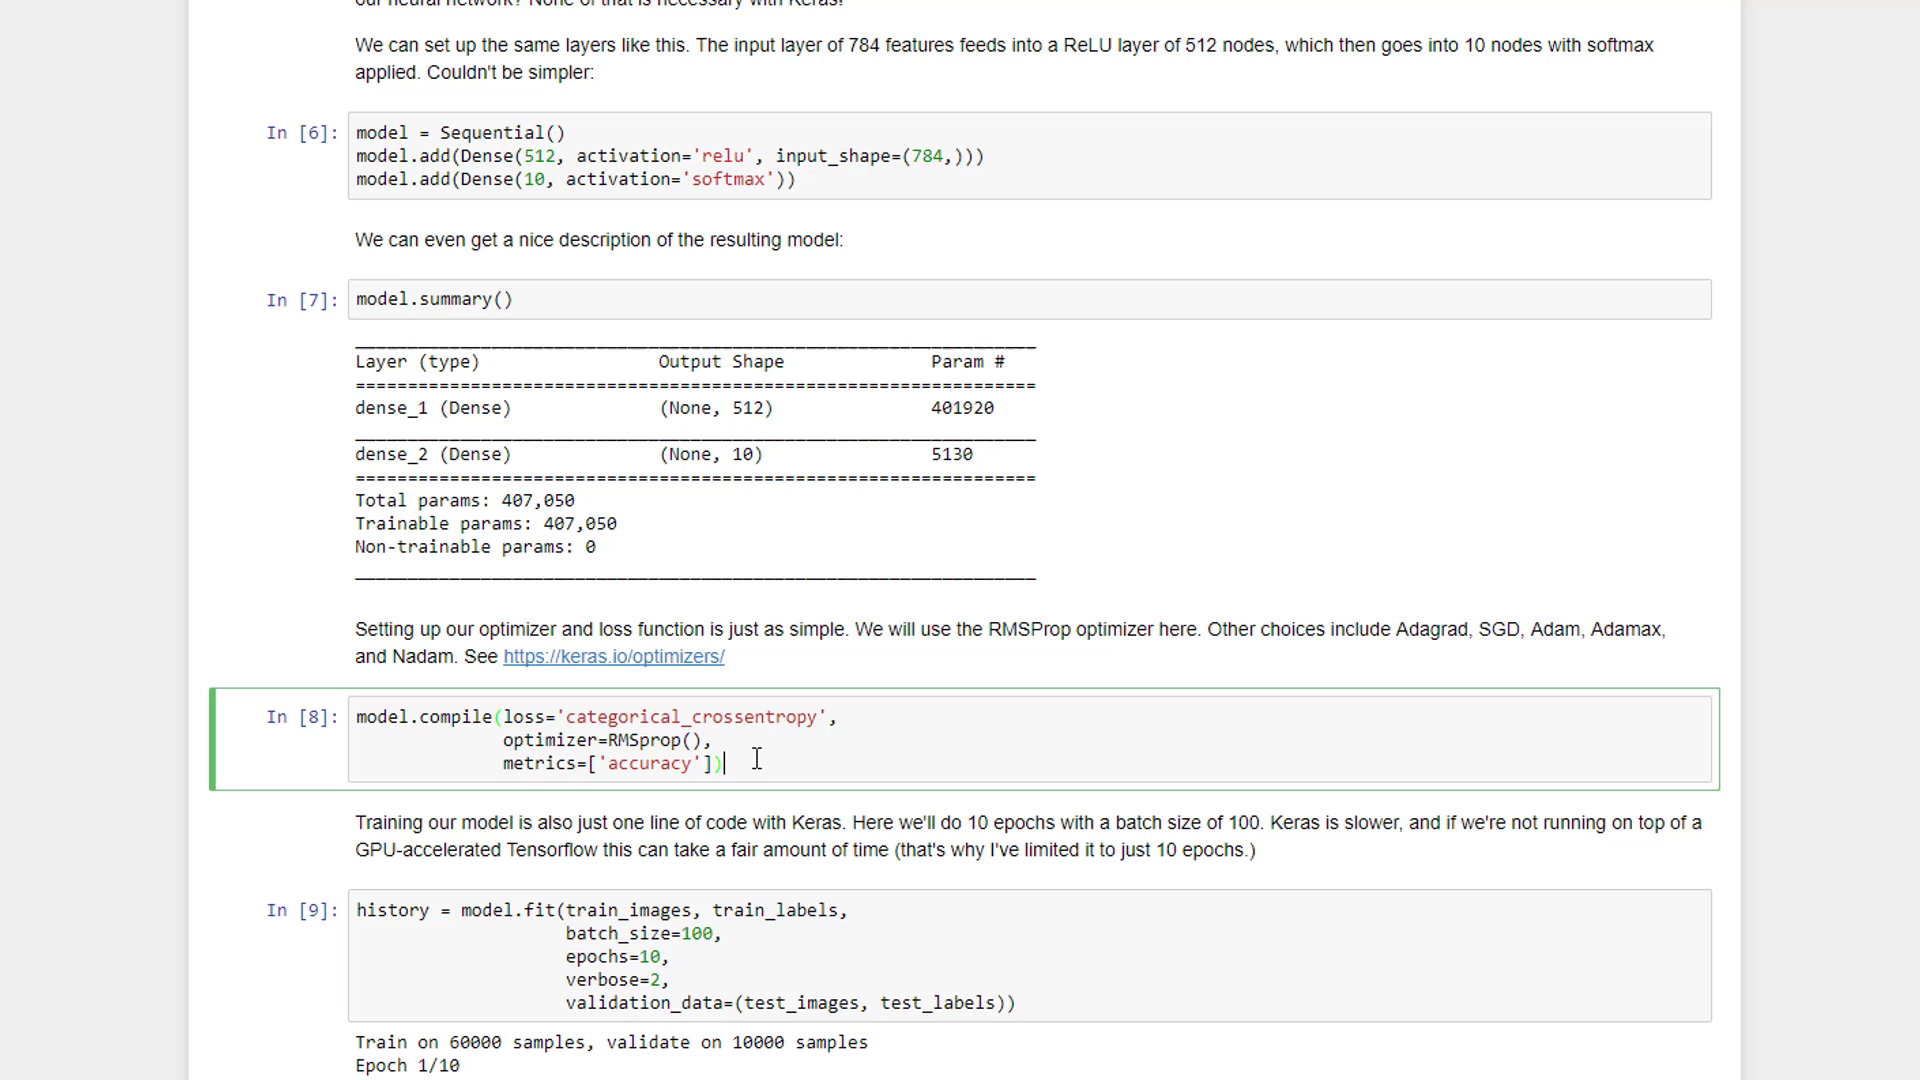 our neural network? None of that is necessary with Keras!
We can set up the same layers like this. The input layer of 784 features feeds into a ReLU layer of 512 nodes, which then goes into 10 nodes with softmax
applied. Couldn't be simpler:
In [6]: model = Sequential()
model.add(Dense(512, activation='relu', input_shape=(784,)))
model.add(Dense(10, activation='softmax'))
We can even get a nice description of the resulting model:
In [7]: model.summary()
Layer (type) Output Shape Param #
=================================================================
dense_1 (Dense) (None, 512) 401920
dense_2 (Dense) (None, 10) 5130
=================================================================
Total params: 407,050
Trainable params: 407,050
Non-trainable params: 0
Setting up our optimizer and loss function is just as simple. We will use the RMSProp optimizer here. Other choices include Adagrad, SGD, Adam, Adamax,
and Nadam. See https://keras.io/optimizers/
In [8]: model.compile(loss='categorical_crossentropy',
optimizer=RMSprop(),
metrics=['accuracy'])
Training our model is also just one line of code with Keras. Here we'll do 10 epochs with a batch size of 100. Keras is slower, and if we're not running on top of a
GPU-accelerated Tensorflow this can take a fair amount of time (that's why I've limited it to just 10 epochs.)
In [9]: history = model.fit(train_images, train_labels,
batch_size=100,
epochs=10,
verbose=2,
validation_data=(test_images, test_labels))
Train on 60000 samples, validate on 10000 samples
Epoch 1/10